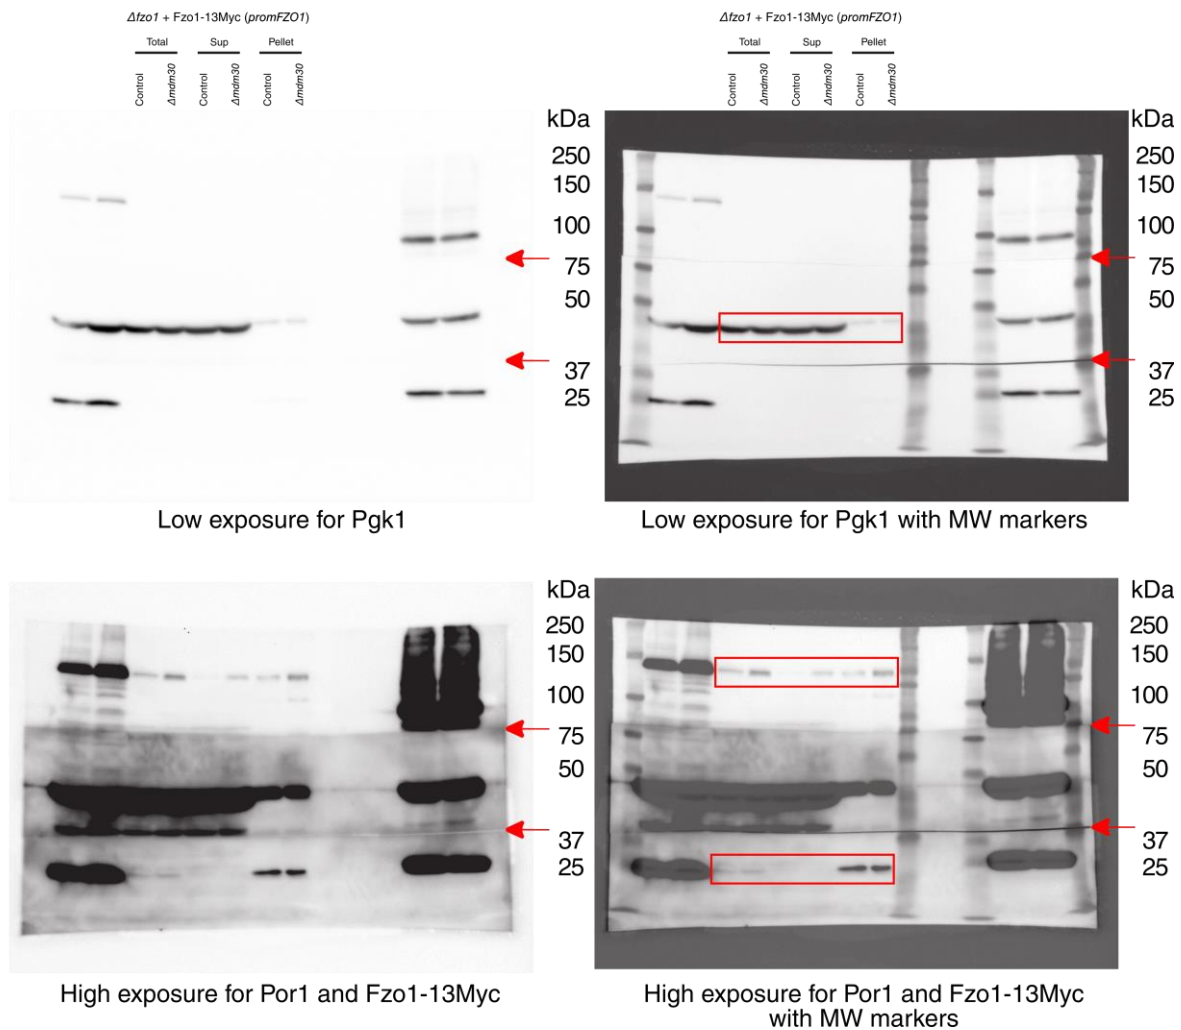 Δfzo1 + Fzo1-13Myc (promFZO1)
Total Sup Pellet
Control Δmdm30 Control Δmdm30 Control Δmdm30
kDa
250
150
100
75
50
37
25
Low exposure for Pgk1
Δfzo1 + Fzo1-13Myc (promFZO1)
Total Sup Pellet
Control Δmdm30 Control Δmdm30 Control Δmdm30
kDa
250
150
100
75
50
37
25
Low exposure for Pgk1 with MW markers
kDa
250
150
100
75
50
37
25
High exposure for Por1 and Fzo1-13Myc
kDa
250
150
100
75
50
37
25
High exposure for Por1 and Fzo1-13Myc
with MW markers